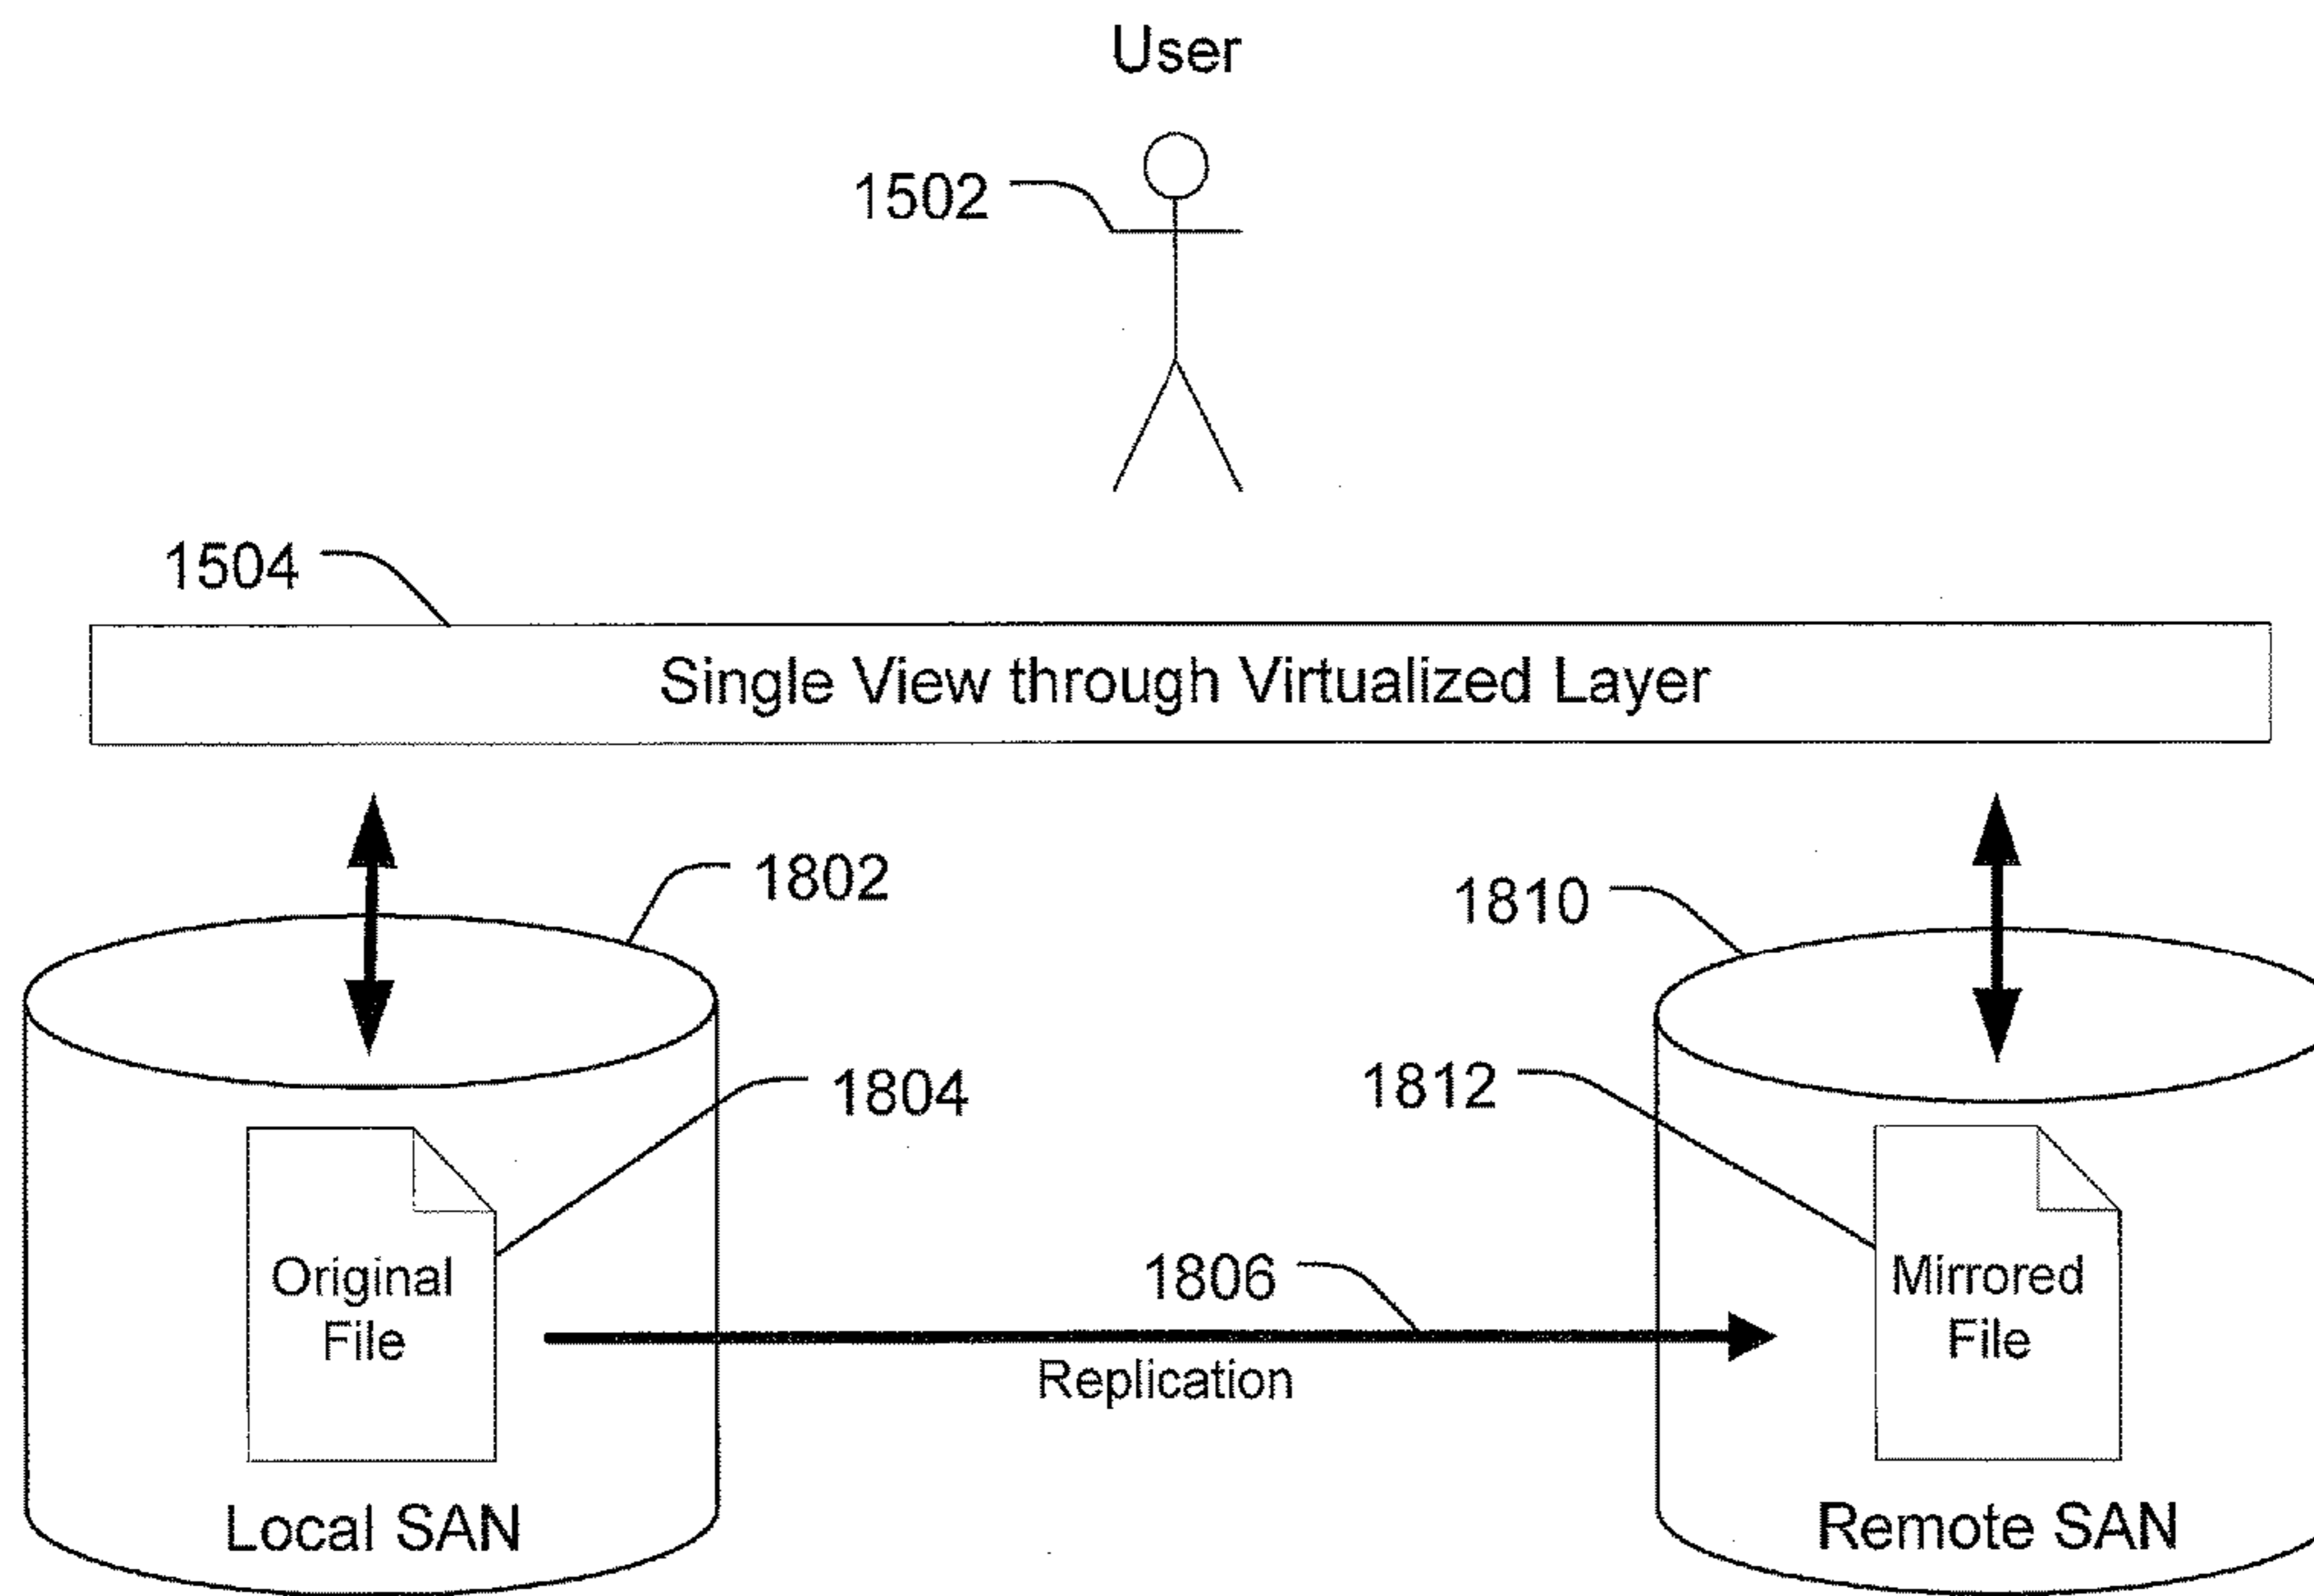 User
1502
1504
Single View through Virtualized Layer
1802
1810
1804
1812
Original
File
1806
Replication
Mirrored
File
Local SAN
Remote SAN